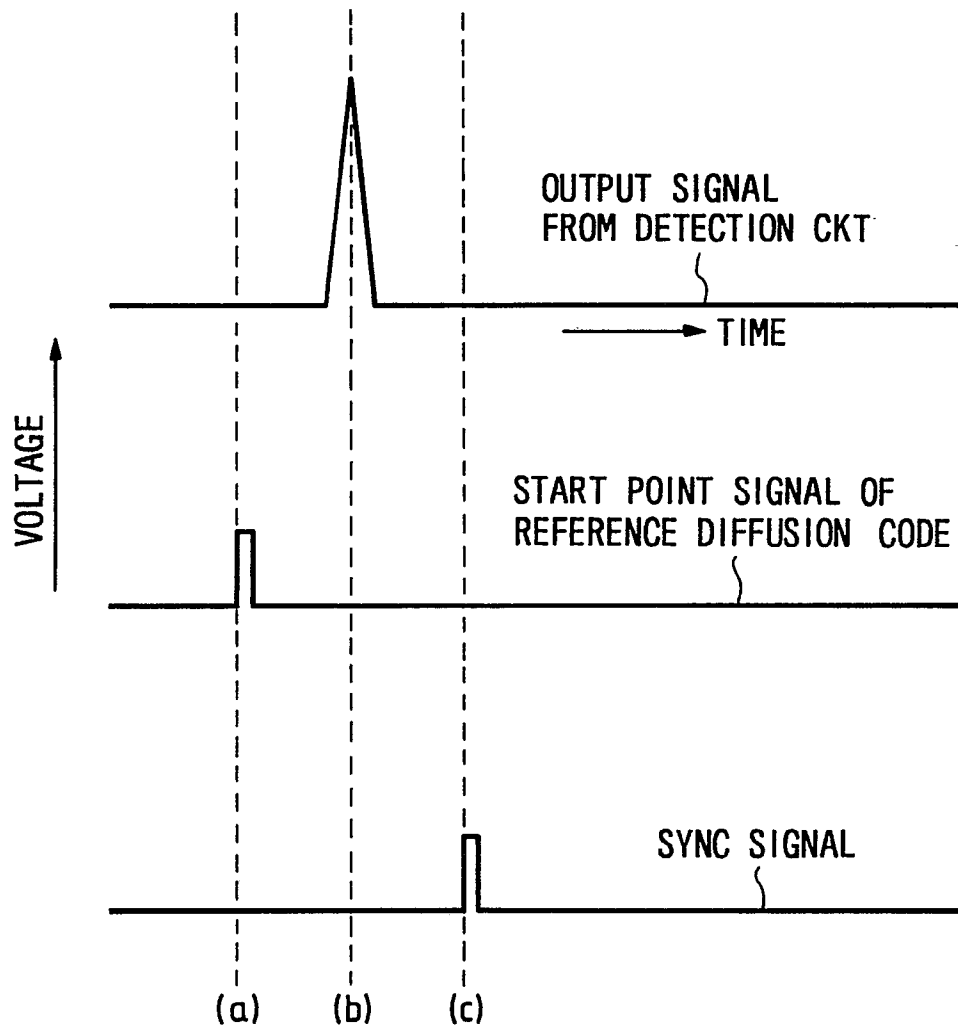 OUTPUT SIGNAL
FROM DETECTION CKT
TIME
VOLTAGE
START POINT SIGNAL OF
REFERENCE DIFFUSION CODE
SYNC SIGNAL
(a) (b) (c)